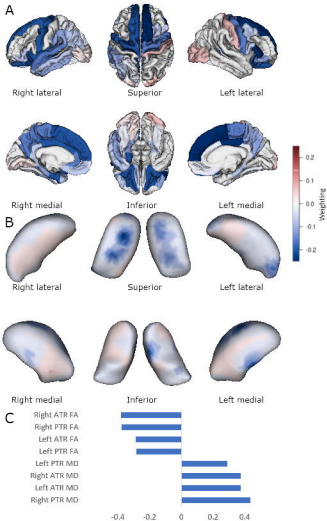 A
Right lateral
Superior
Left lateral
Right medial
Inferior
Left medial
0.2
0.1
0.0
-0.1
-0.2
Weighting
B
Right lateral
Superior
Left lateral
Right medial
Inferior
Left medial
C
Right ATR FA
Right PTR FA
Left ATR FA
Left PTR FA
Left PTR MD
Right ATR MD
Left ATR MD
Right PTR MD
-0.4 -0.2 0 0.2 0.4